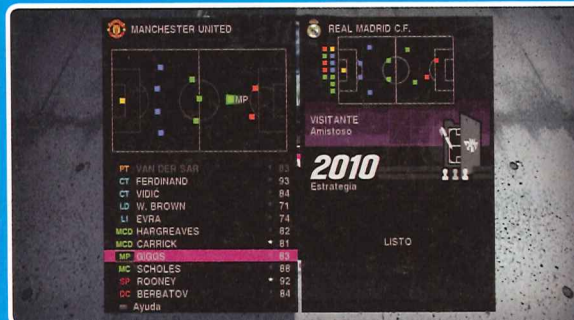 MANCHESTER UNITED
MP
PT VAN DER SAR 83
CT FERDINAND 93
CT VIDIC 84
LD W. BROWN 71
LI EVRA 74
MCD HARGREAVES 82
MCD CARRICK 81
MP GIGGS 83
MC SCHOLES 88
SP ROONEY 92
DC BERBATOV 84
Ayuda
REAL MADRID C.F.
VISITANTE
Amistoso
2010
Estrategia
LISTO